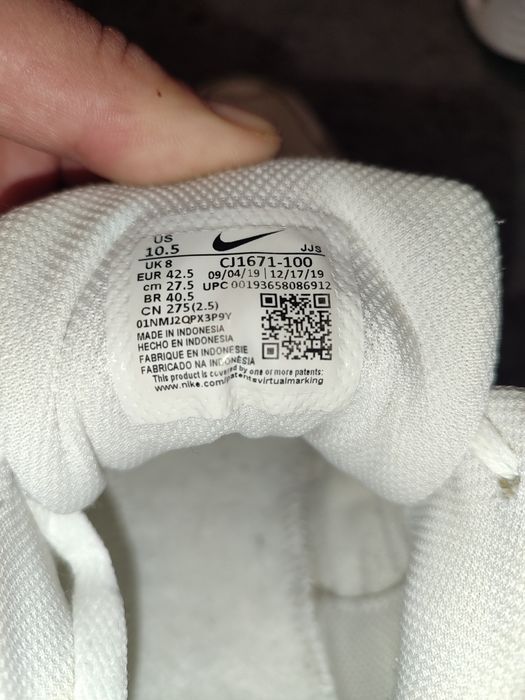 US
10.5
JJS
UK 8
CJ1671-100
EUR 42.5
09/04/19 | 12/17/19
cm 27.5
UPC 00193658086912
BR 40.5
CN 275(2.5)
01NMJ2QPX3P9Y
MADE IN INDONESIA
HECHO EN INDONESIA
FABRIQUE EN INDONESIE
FABRICADO NA INDONÉSIA
This product is covered by one or more patents:
www.nike.com/patentsvirtualmarking